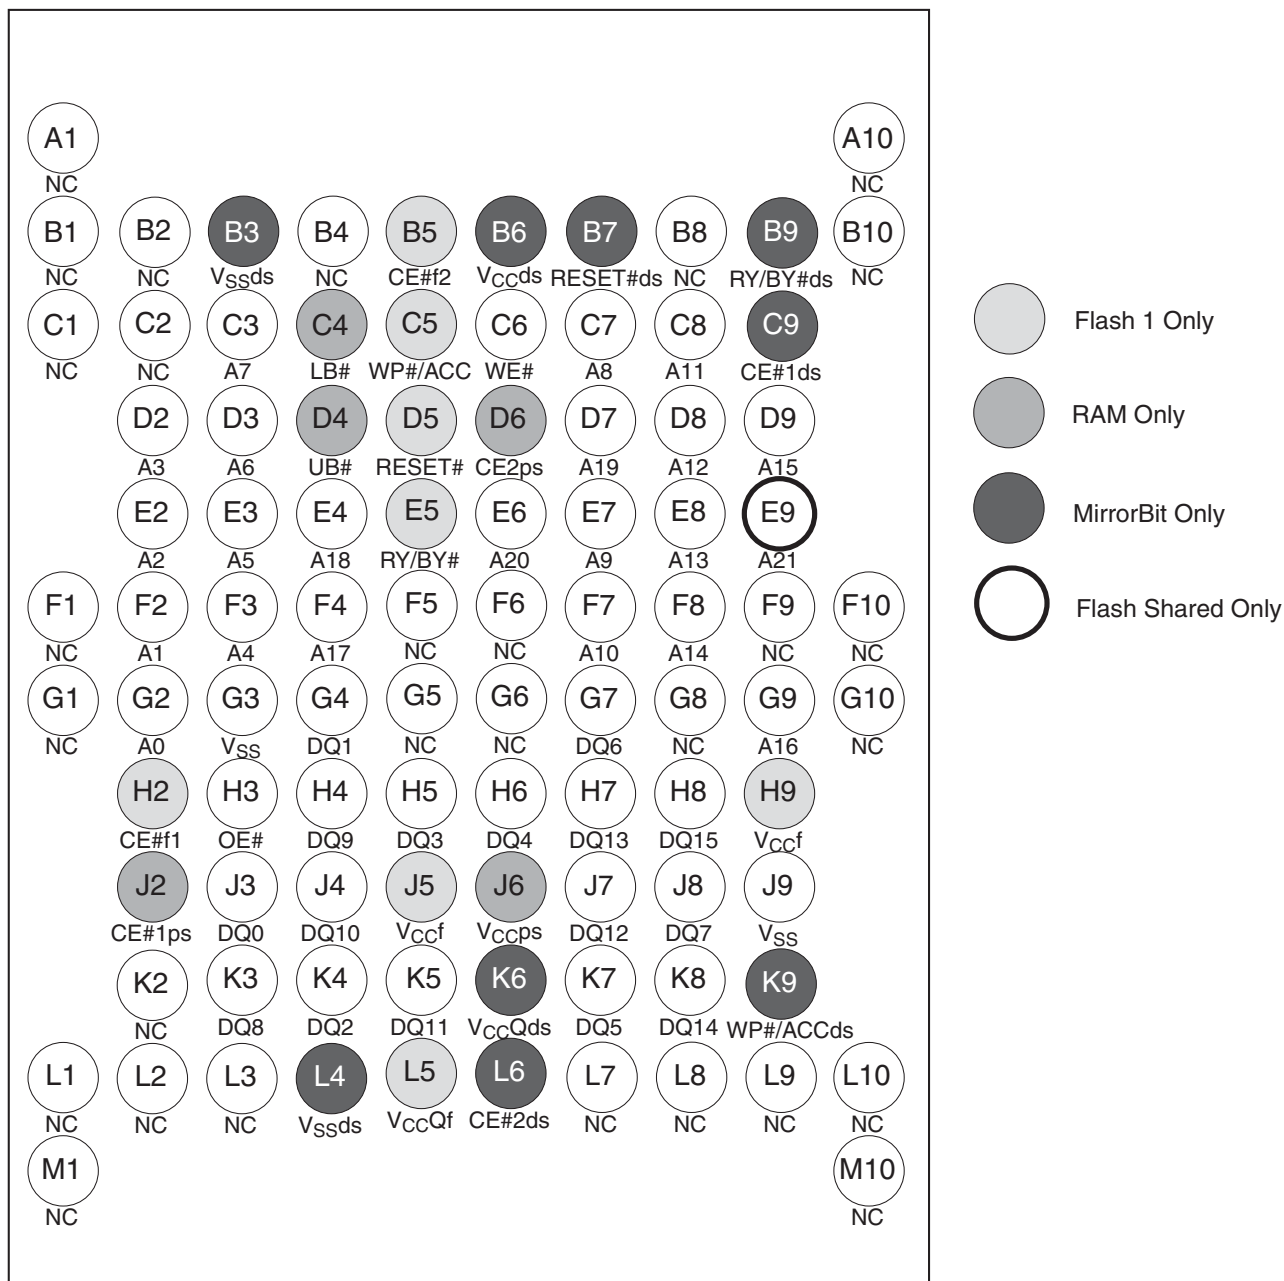 A1 A10
NC NC
B1 B2 B3 B4 B5 B6 B7 B8 B9 B10
NC NC VSSds NC CE#f2 VCCds RESET#ds NC RY/BY#ds NC
C1 C2 C3 C4 C5 C6 C7 C8 C9
NC NC A7 LB# WP#/ACC WE# A8 A11 CE#1ds
D2 D3 D4 D5 D6 D7 D8 D9
A3 A6 UB# RESET# CE2ps A19 A12 A15
E2 E3 E4 E5 E6 E7 E8 E9
A2 A5 A18 RY/BY# A20 A9 A13 A21
F1 F2 F3 F4 F5 F6 F7 F8 F9 F10
NC A1 A4 A17 NC NC A10 A14 NC NC
G1 G2 G3 G4 G5 G6 G7 G8 G9 G10
NC A0 VSS DQ1 NC NC DQ6 NC A16 NC
H2 H3 H4 H5 H6 H7 H8 H9
CE#f1 OE# DQ9 DQ3 DQ4 DQ13 DQ15 VCCf
J2 J3 J4 J5 J6 J7 J8 J9
CE#1ps DQ0 DQ10 VCCf VCCps DQ12 DQ7 VSS
K2 K3 K4 K5 K6 K7 K8 K9
NC DQ8 DQ2 DQ11 VCCQds DQ5 DQ14 WP#/ACCds
L1 L2 L3 L4 L5 L6 L7 L8 L9 L10
NC NC NC VSSds VCCQf CE#2ds NC NC NC NC
M1 M10
NC NC
Flash 1 Only
RAM Only
MirrorBit Only
Flash Shared Only